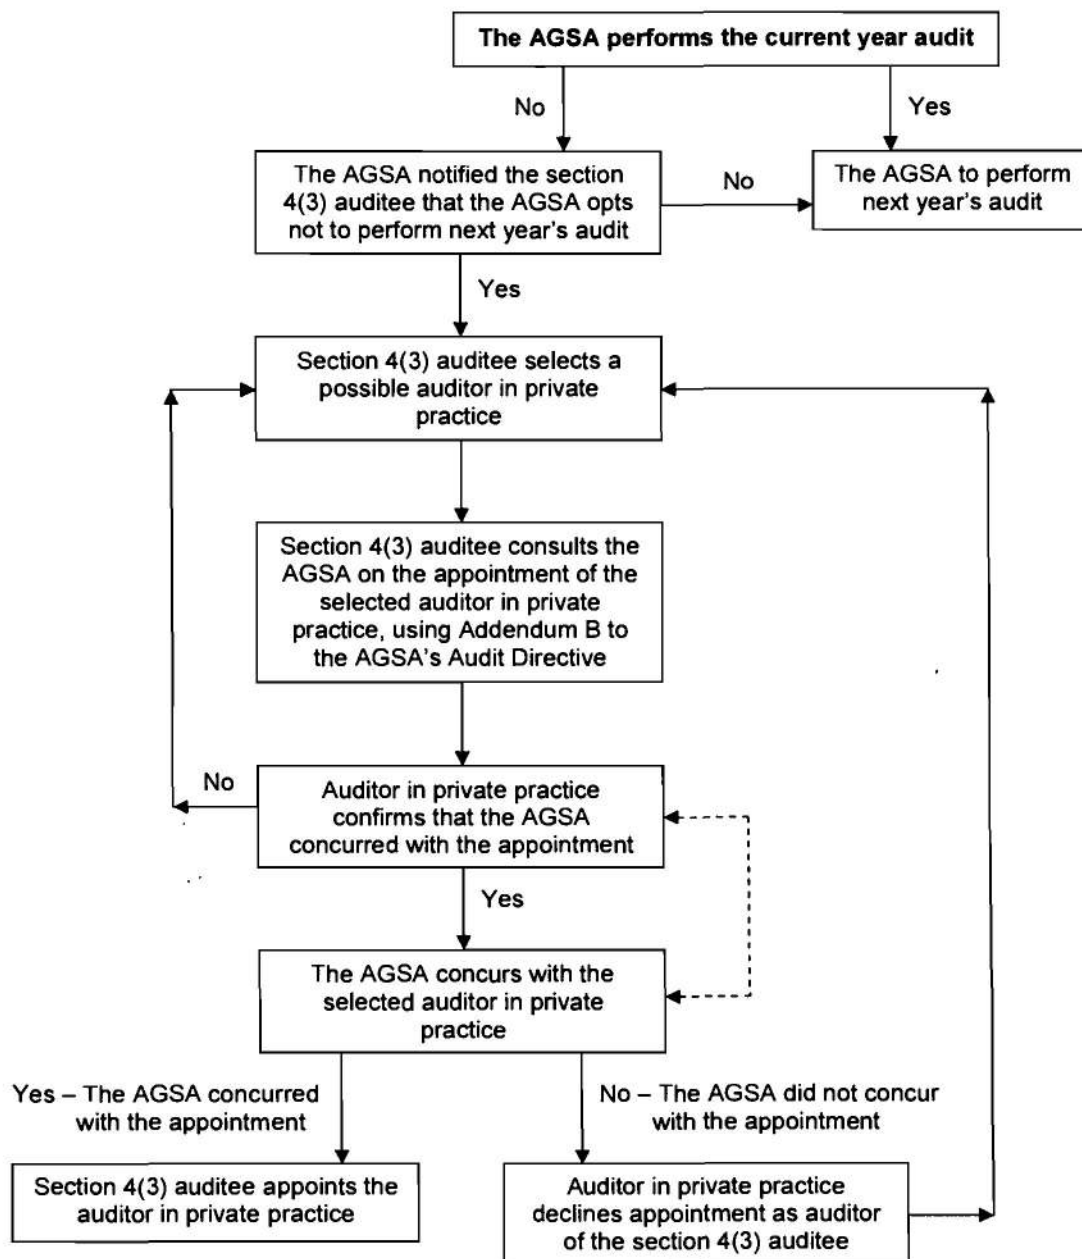 The AGSA performs the current year audit
No
Yes
The AGSA notified the section
4(3) auditee that the AGSA opts
not to perform next year's audit
No
The AGSA to perform
next year's audit
Yes
Section 4(3) auditee selects a
possible auditor in private
practice
Section 4(3) auditee consults the
AGSA on the appointment of the
selected auditor in private
practice, using Addendum B to
the AGSA's Audit Directive
No
Auditor in private practice
confirms that the AGSA
concurred with the appointment
Yes
The AGSA concurs with the
selected auditor in private
practice
Yes – The AGSA concurred
with the appointment
No – The AGSA did not concur
with the appointment
Section 4(3) auditee appoints the
auditor in private practice
Auditor in private practice
declines appointment as auditor
of the section 4(3) auditee